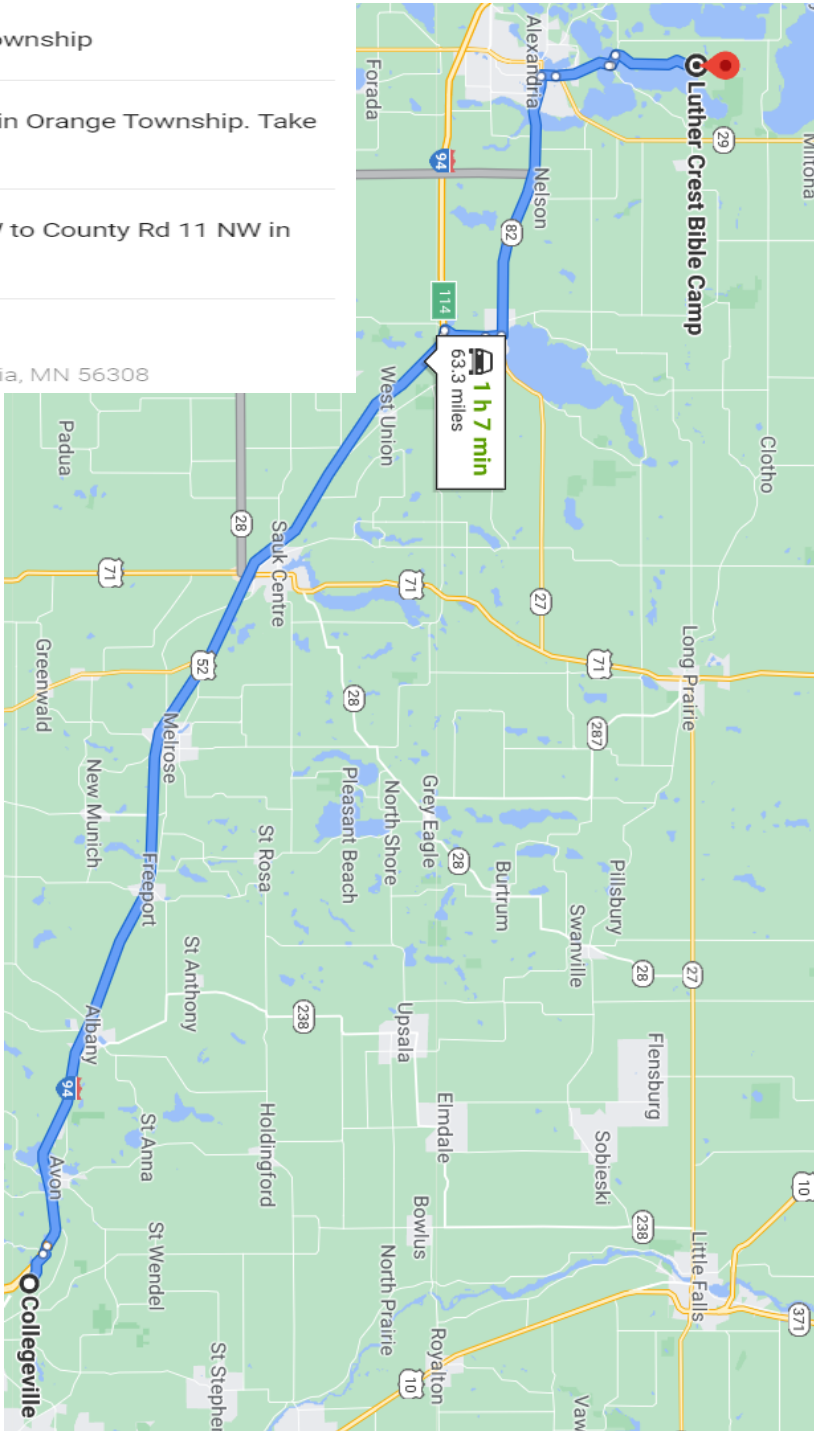 ownship
in Orange Township. Take
to County Rd 11 NW in
ia, MN 56308
Miltona
29
Luther Crest Bible Camp
Alexandria
Forada
94
Nelson
82
114
1 h 7 min
63.3 miles
West Union
Clotho
Padua
28
Sauk Centre
71
71
27
71
Long Prairie
52
Greenwald
28
287
Melrose
New Munich
Pleasant Beach
North Shore
Grey Eagle
St Rosa
28
Burtrum
Pillsbury
Swanville
Freeport
28
27
St Anthony
238
Upsala
Albany
Flensburg
94
Elmdale
Holdingford
St Anna
Sobieski
Avon
10
Bowlus
238
St Wendel
North Prairie
Little Falls
Collegeville
371
Royalton
10
St Stephe
Vaw